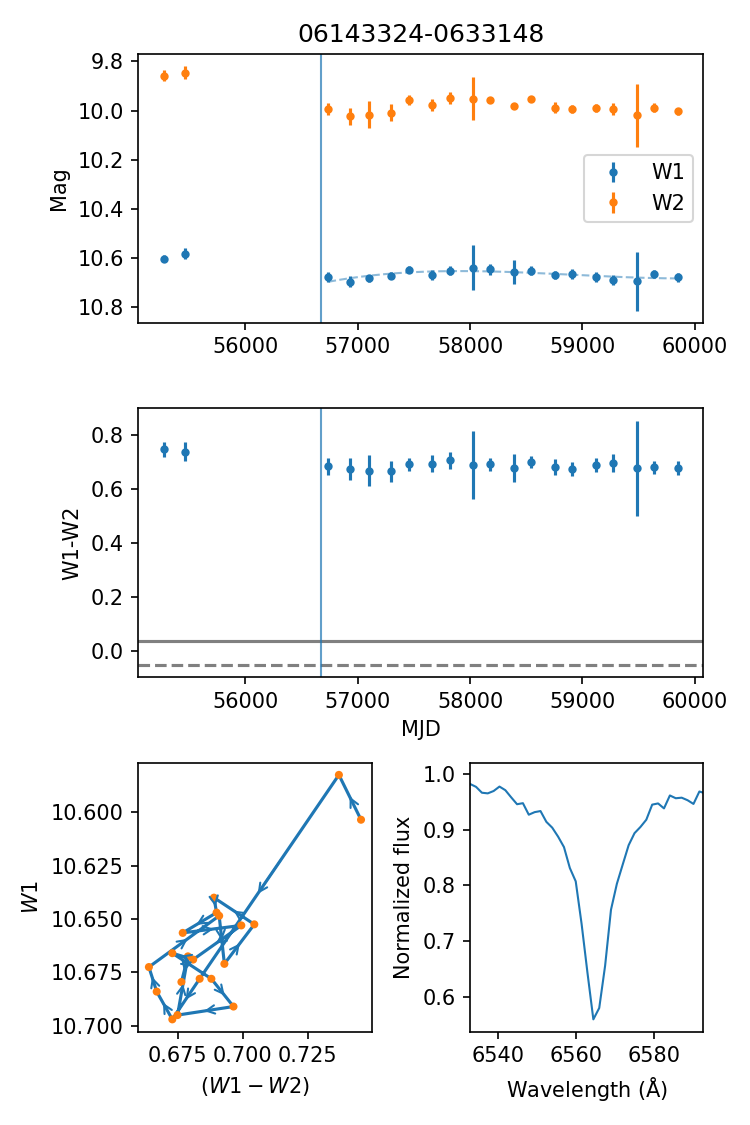 06143324-0633148
9.8
10.0
10.2
10.4
10.6
10.8
Mag
W1
W2
56000 57000 58000 59000 60000
0.8
0.6
0.4
0.2
0.0
W1-W2
56000 57000 58000 59000 60000
MJD
10.600
10.625
10.650
10.675
10.700
W1
0.675 0.700 0.725
(W1 − W2)
1.0
0.9
0.8
0.7
0.6
Normalized flux
6540 6560 6580
Wavelength (Å)